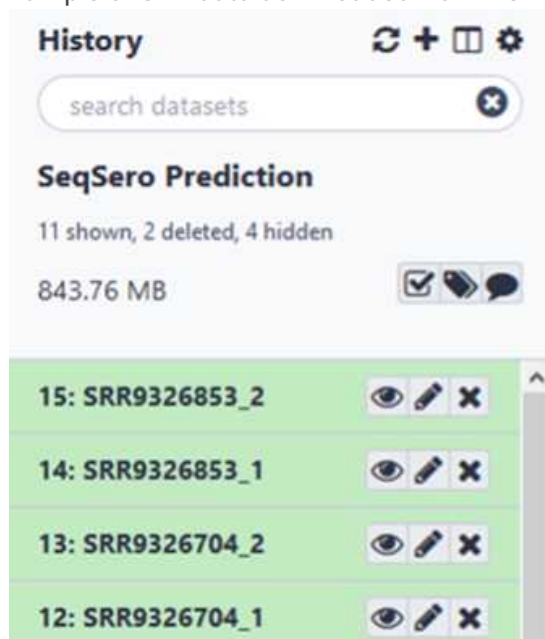 History
search datasets
SeqSero Prediction
11 shown, 2 deleted, 4 hidden
843.76 MB
15: SRR9326853_2
14: SRR9326853_1
13: SRR9326704_2
12: SRR9326704_1